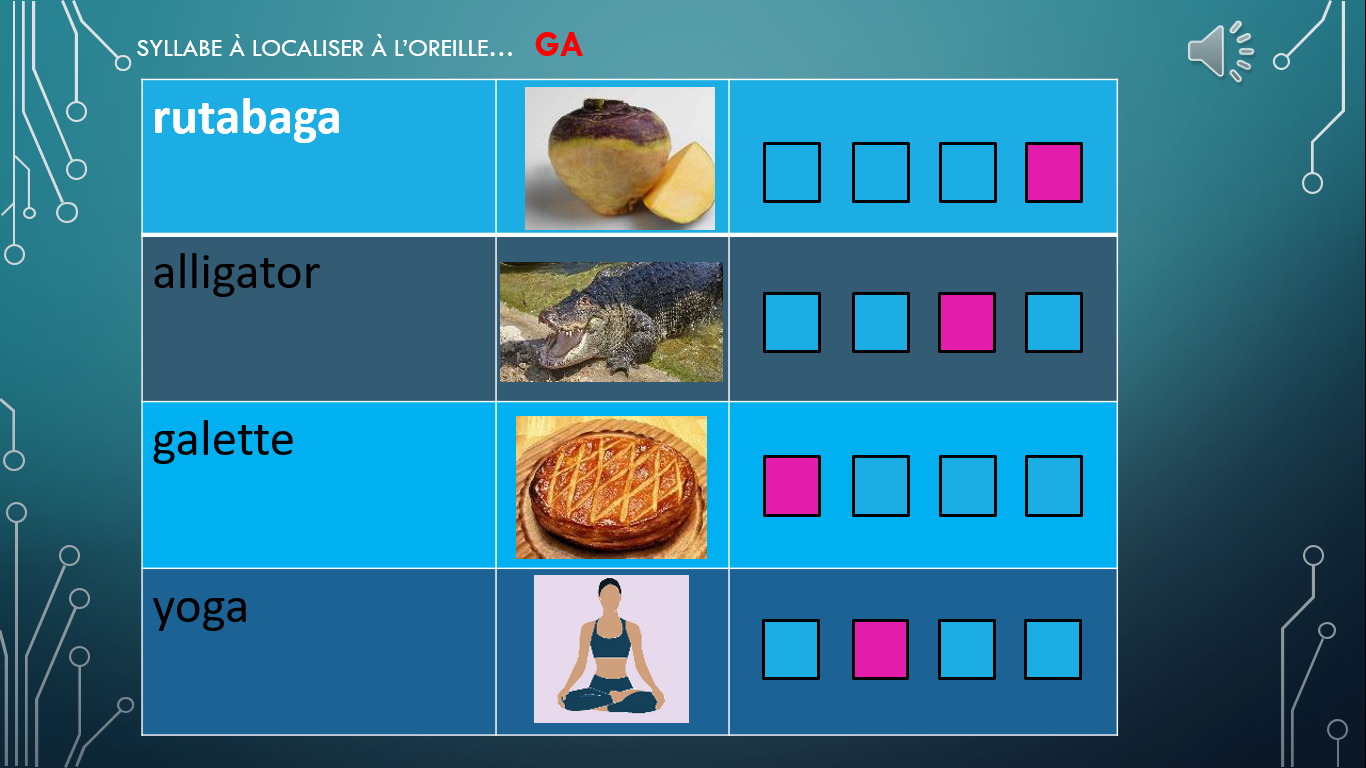 SYLLABE À LOCALISER À L'OREILLE… GA
rutabaga
alligator
galette
yoga